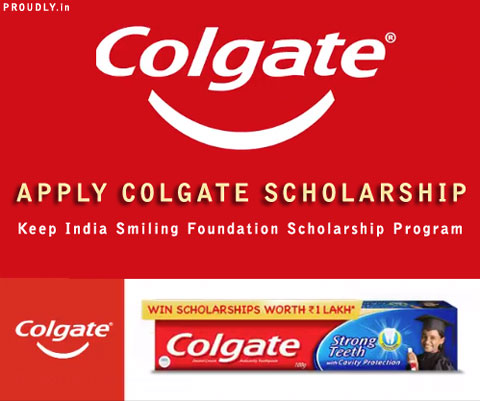 PROUDLY.In
Colgate®
APPLY COLGATE SCHOLARSHIP
Keep India Smiling Foundation Scholarship Program
Colgate®
WIN SCHOLARSHIPS WORTH ₹1 LAKH*
Colgate
Strong
Teeth
with Cavity Protection
100g